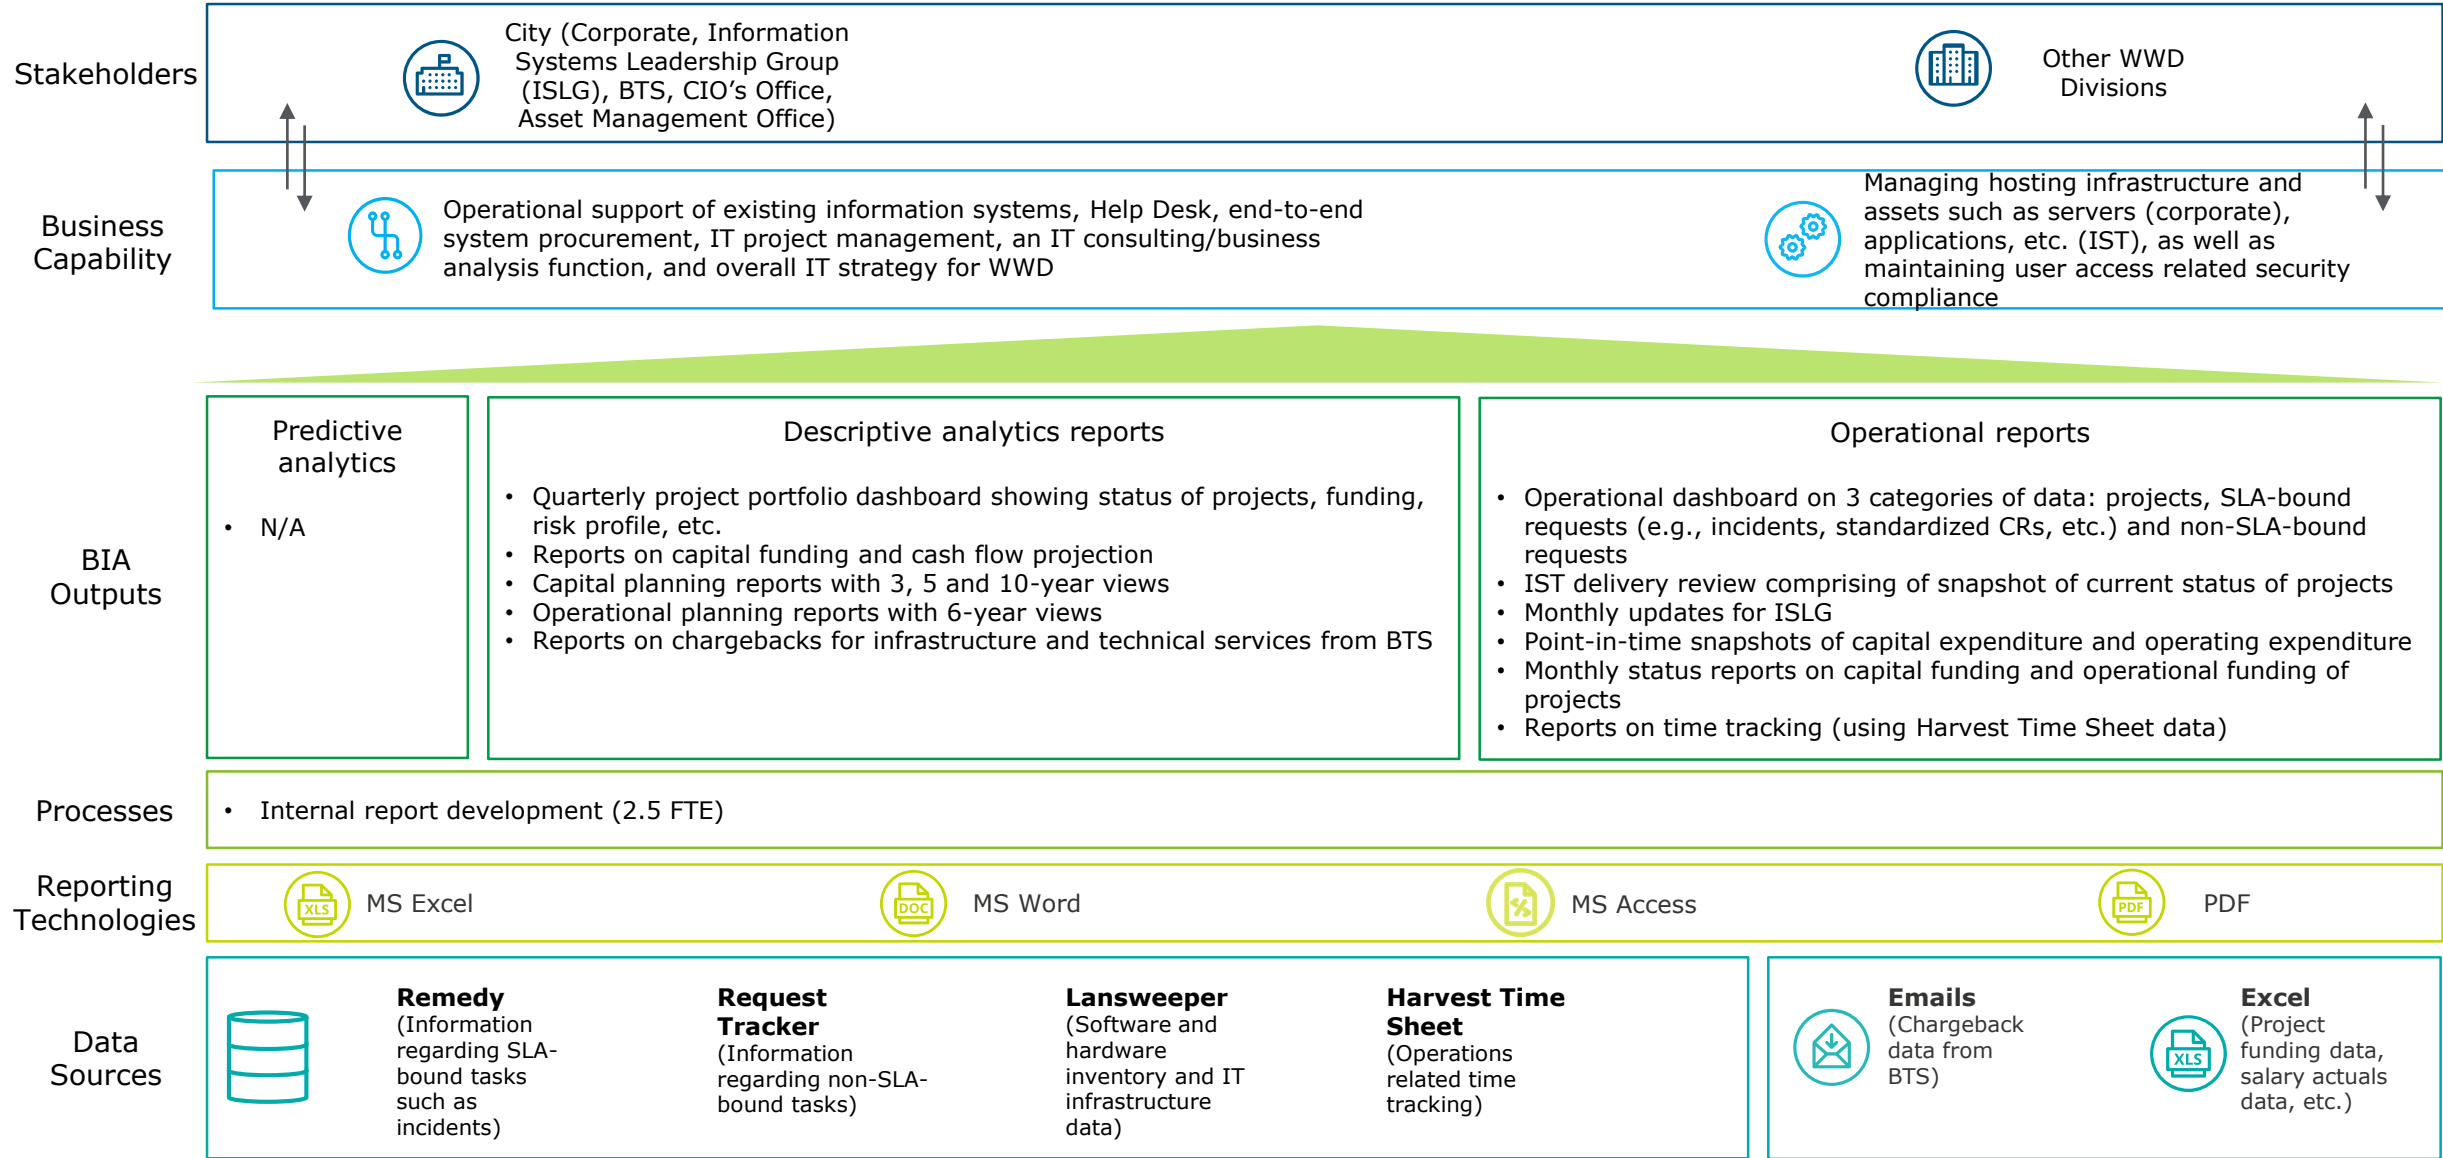 Stakeholders
City (Corporate, Information
Systems Leadership Group
(ISLG), BTS, CIO’s Office,
Asset Management Office)
Other WWD
Divisions
Business
Capability
Operational support of existing information systems, Help Desk, end-to-end
system procurement, IT project management, an IT consulting/business
analysis function, and overall IT strategy for WWD
Managing hosting infrastructure and
assets such as servers (corporate),
applications, etc. (IST), as well as
maintaining user access related security
compliance
BIA
Outputs
Predictive
analytics
• N/A
Descriptive analytics reports
• Quarterly project portfolio dashboard showing status of projects, funding,
risk profile, etc.
• Reports on capital funding and cash flow projection
• Capital planning reports with 3, 5 and 10-year views
• Operational planning reports with 6-year views
• Reports on chargebacks for infrastructure and technical services from BTS
Operational reports
• Operational dashboard on 3 categories of data: projects, SLA-bound
requests (e.g., incidents, standardized CRs, etc.) and non-SLA-bound
requests
• IST delivery review comprising of snapshot of current status of projects
• Monthly updates for ISLG
• Point-in-time snapshots of capital expenditure and operating expenditure
• Monthly status reports on capital funding and operational funding of
projects
• Reports on time tracking (using Harvest Time Sheet data)
Processes
• Internal report development (2.5 FTE)
Reporting
Technologies
XLS
MS Excel
DOC
MS Word
MS Access
PDF
PDF
Data
Sources
Remedy
(Information
regarding SLA-
bound tasks
such as
incidents)
Request
Tracker
(Information
regarding non-SLA-
bound tasks)
Lansweeper
(Software and
hardware
inventory and IT
infrastructure
data)
Harvest Time
Sheet
(Operations
related time
tracking)
Emails
(Chargeback
data from
BTS)
XLS
Excel
(Project
funding data,
salary actuals
data, etc.)